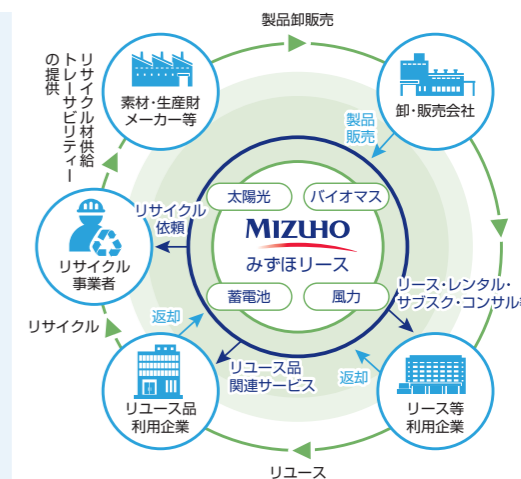 製品卸販売
リサイクル材供給
トレーサビリティー
の提供
素材・生産財
メーカー等
卸・販売会社
製品
販売
太陽光
バイオマス
リサイクル
依頼
MIZUHO
みずほリース
リサイクル
事業者
蓄電池
風力
リース・レンタル・
サブスク・コンサル等
リサイクル
返却
リユース品
関連サービス
返却
リユース品
利用企業
リース等
利用企業
リユース